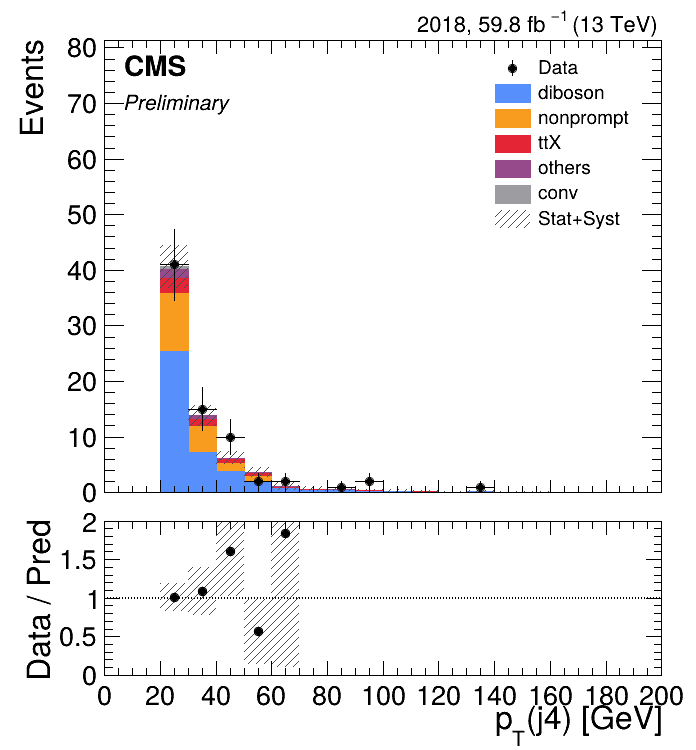 2018, 59.8 fb⁻¹ (13 TeV)
CMS
Preliminary
Events
80
70
60
50
40
30
20
10
0
Data
diboson
nonprompt
ttX
others
conv
Stat+Syst
Data / Pred
2
1.5
1
0.5
0
0 20 40 60 80 100 120 140 160 180 200
p_T(j4) [GeV]